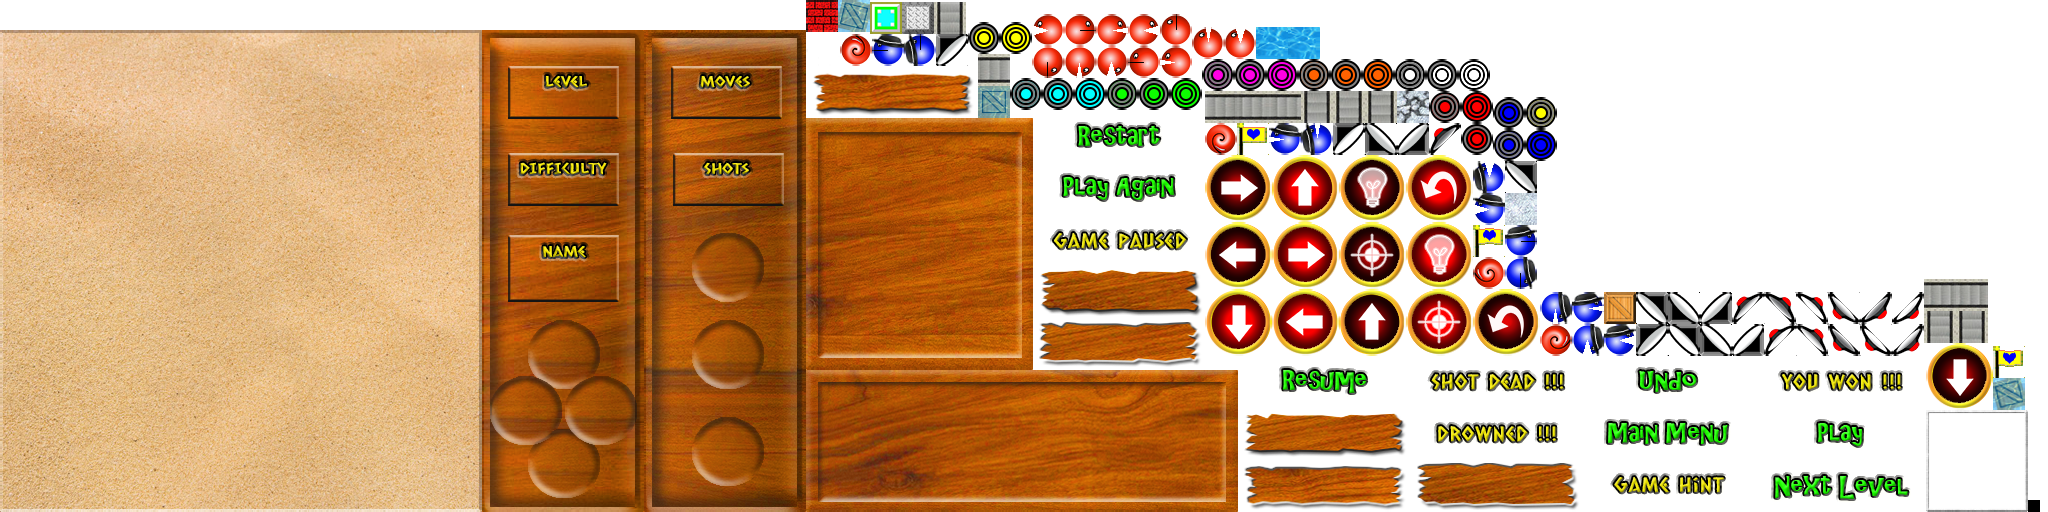 LEVEL
MOVES
DIFFICULTY
SHOTS
NAME
Restart
Play Again
GAME PAUSED
Resume
SHOT DEAD !!!
Undo
YOU WON !!!
DROWNED !!!
Main Menu
Play
GAME HINT
Next Level